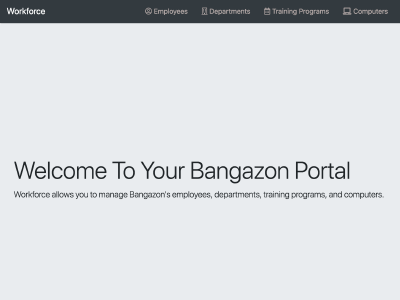 Workforce Employees Departments Training Programs Computers
Welcome To Your Bangazon Portal
Workforce allows you to manage Bangazon's employees, departments, training programs, and computers.